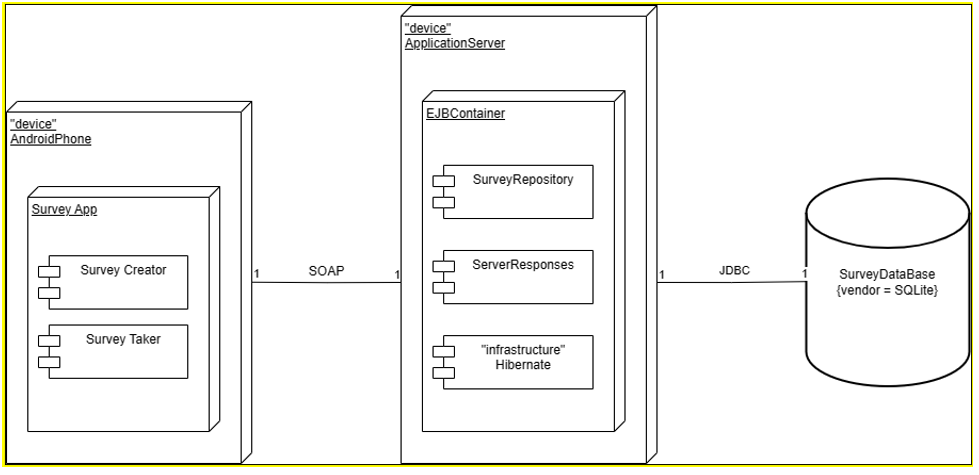 "device"
AndroidPhone
Survey App
Survey Creator
Survey Taker
1
SOAP
1
"device"
ApplicationServer
EJBContainer
SurveyRepository
ServerResponses
"infrastructure"
Hibernate
1
JDBC
1
SurveyDataBase
{vendor = SQLite}